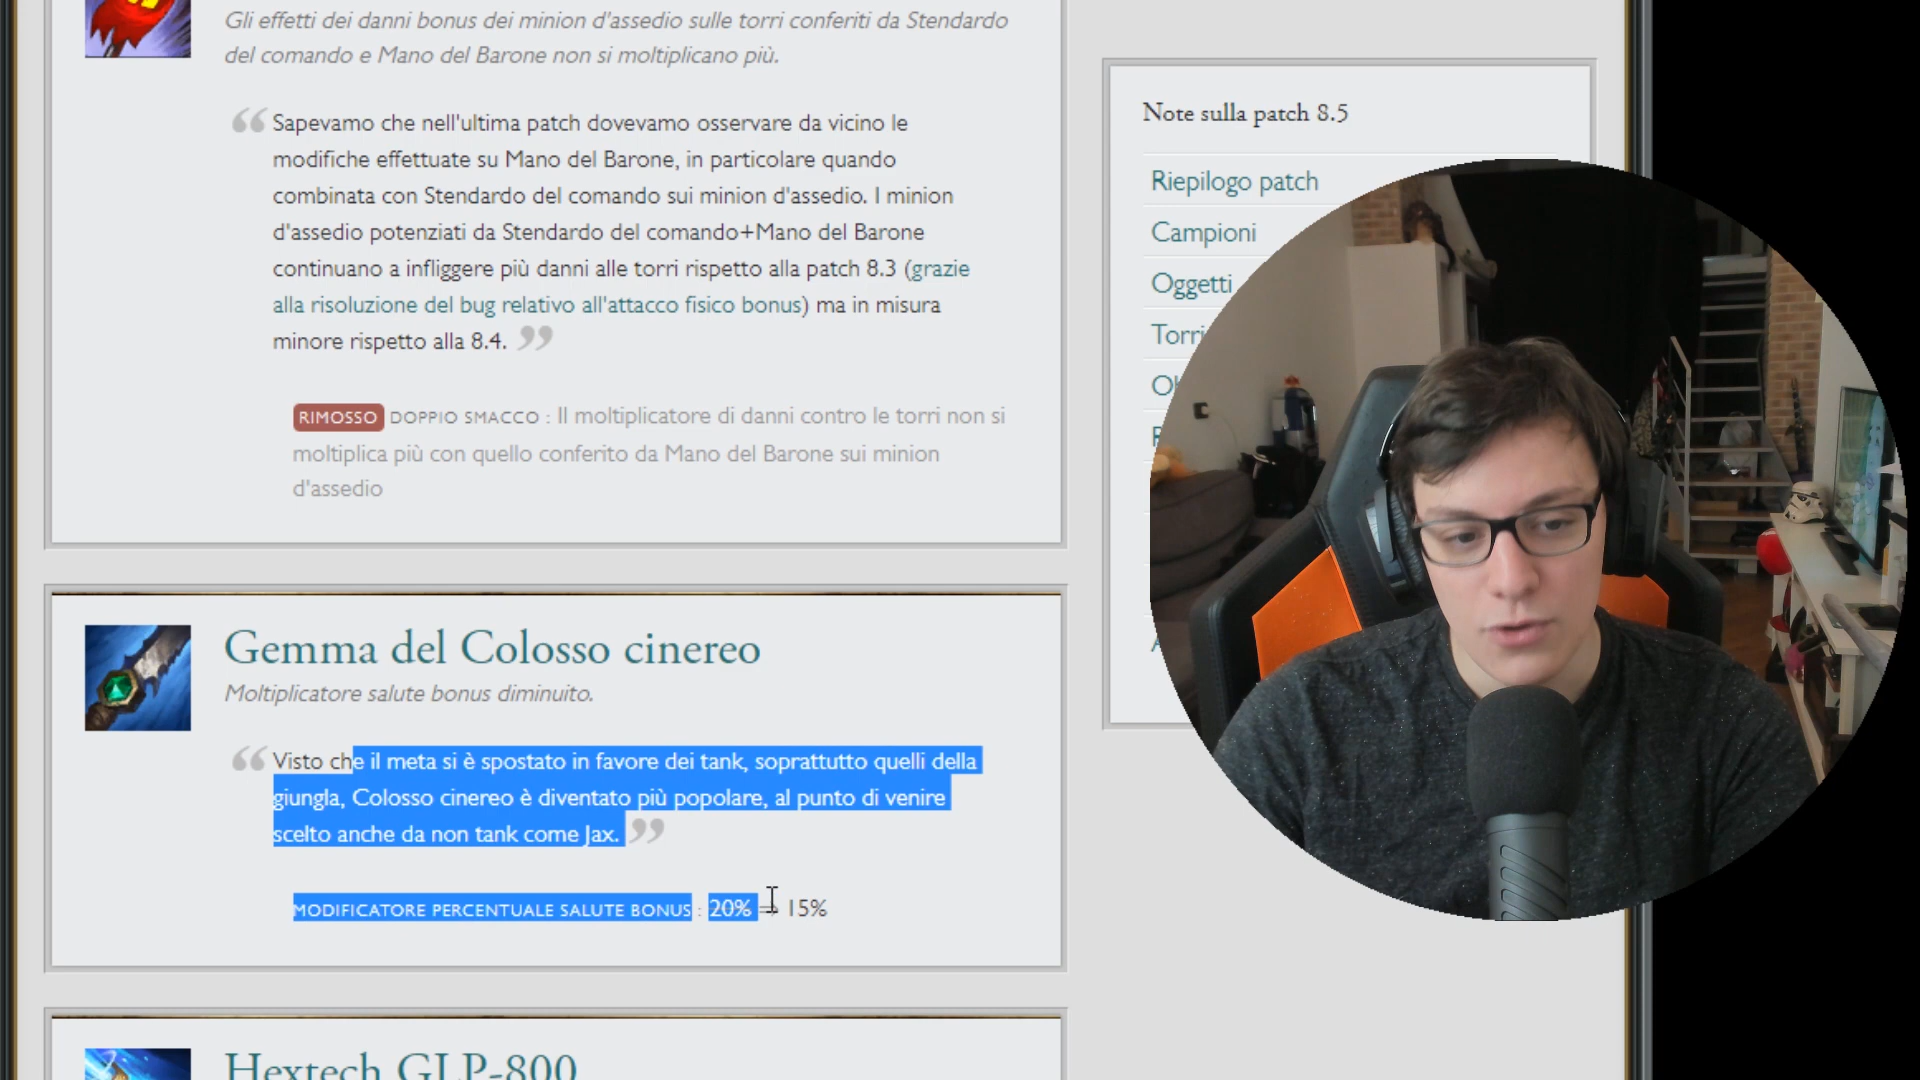 Gli effetti dei danni bonus dei minion d'assedio sulle torri conferiti da Stendardo
del comando e Mano del Barone non si moltiplicano più.
“ Sapevamo che nell'ultima patch dovevamo osservare da vicino le
modifiche effettuate su Mano del Barone, in particolare quando
combinata con Stendardo del comando sui minion d'assedio. I minion
d'assedio potenziati da Stendardo del comando+Mano del Barone
continuano a infliggere più danni alle torri rispetto alla patch 8.3 (grazie
alla risoluzione del bug relativo all'attacco fisico bonus) ma in misura
minore rispetto alla 8.4. ”
RIMOSSO DOPPIO SMACCO : Il moltiplicatore di danni contro le torri non si
moltiplica più con quello conferito da Mano del Barone sui minion
d'assedio
Gemma del Colosso cinereo
Moltiplicatore salute bonus diminuito.
“ Visto che il meta si è spostato in favore dei tank, soprattutto quelli della
giungla, Colosso cinereo è diventato più popolare, al punto di venire
scelto anche da non tank come Jax. ”
MODIFICATORE PERCENTUALE SALUTE BONUS : 20% ⇒ 15%
Hextech GLP-800
Note sulla patch 8.5
Riepilogo patch
Campioni
Oggetti
Torri